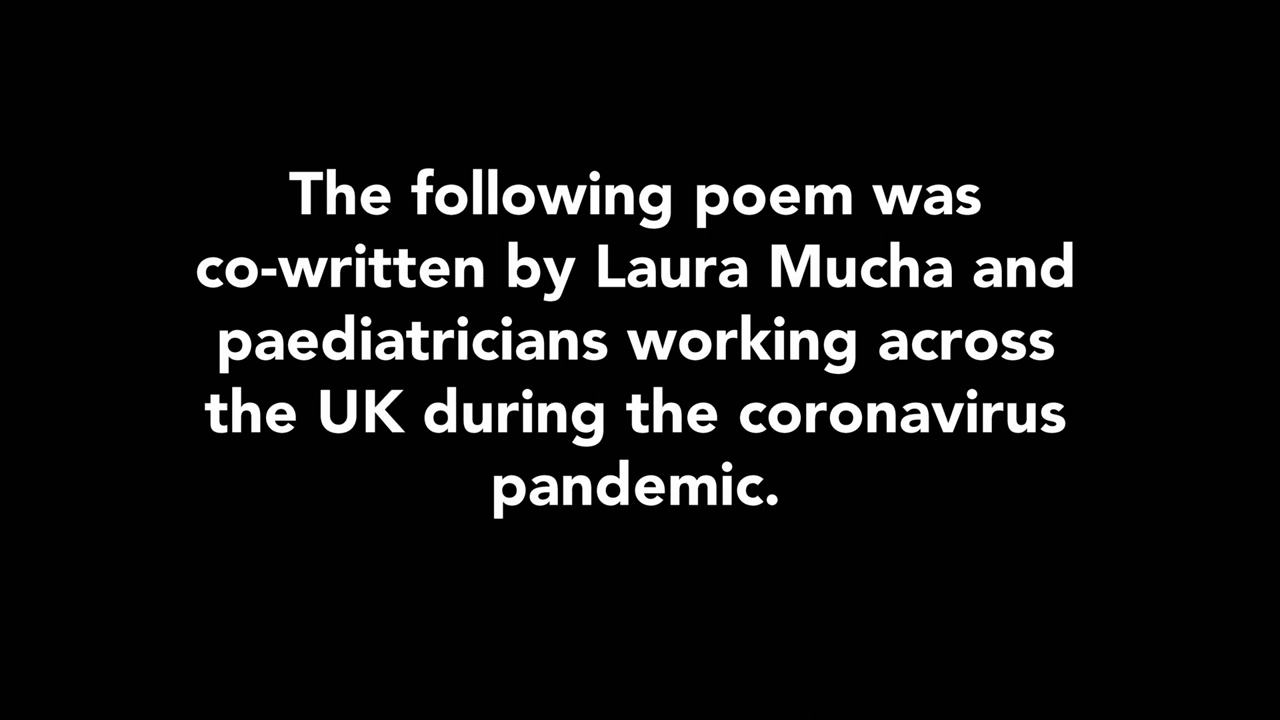 The following poem was
co-written by Laura Mucha and
paediatricians working across
the UK during the coronavirus
pandemic.